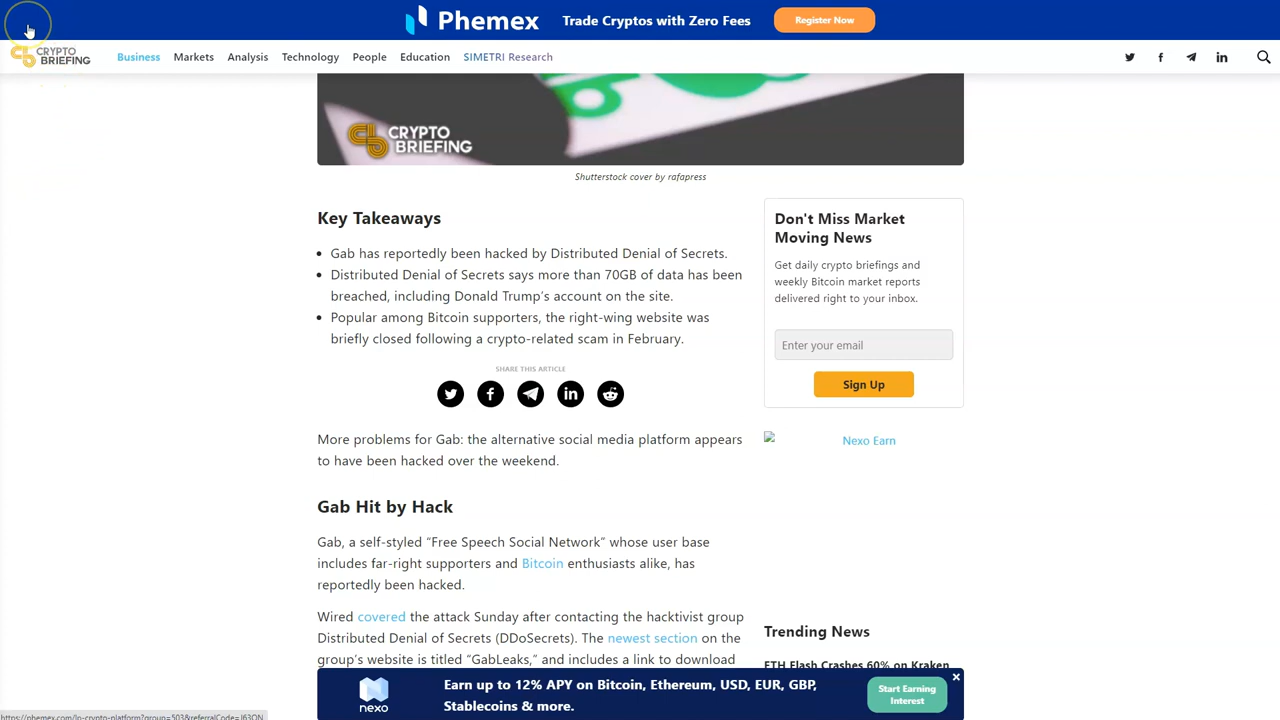 Phemex
Trade Cryptos with Zero Fees
Register Now
CRYPTO
BRIEFING
Business
Markets
Analysis
Technology
People
Education
SIMETRI Research
CRYPTO
BRIEFING
Shutterstock cover by rafapress
Key Takeaways
• Gab has reportedly been hacked by Distributed Denial of Secrets.
• Distributed Denial of Secrets says more than 70GB of data has been
breached, including Donald Trump’s account on the site.
• Popular among Bitcoin supporters, the right-wing website was
briefly closed following a crypto-related scam in February.
SHARE THIS ARTICLE
More problems for Gab: the alternative social media platform appears
to have been hacked over the weekend.
Gab Hit by Hack
Gab, a self-styled “Free Speech Social Network” whose user base
includes far-right supporters and Bitcoin enthusiasts alike, has
reportedly been hacked.
Wired covered the attack Sunday after contacting the hacktivist group
Distributed Denial of Secrets (DDoSecrets). The newest section on the
group’s website is titled “GabLeaks,” and includes a link to download
Don't Miss Market
Moving News
Get daily crypto briefings and
weekly Bitcoin market reports
delivered right to your inbox.
Enter your email
Sign Up
Nexo Earn
Trending News
ETH Flash Crashes 60% on Kraken
nexo
Earn up to 12% APY on Bitcoin, Ethereum, USD, EUR, GBP,
Stablecoins & more.
Start Earning
Interest